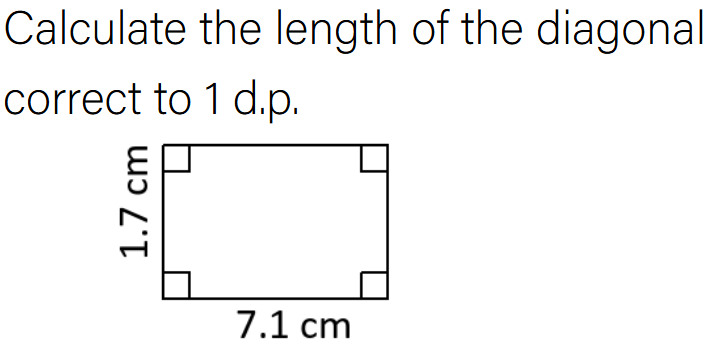 Calculate the length of the diagonal
correct to 1 d.p.
1.7 cm
7.1 cm